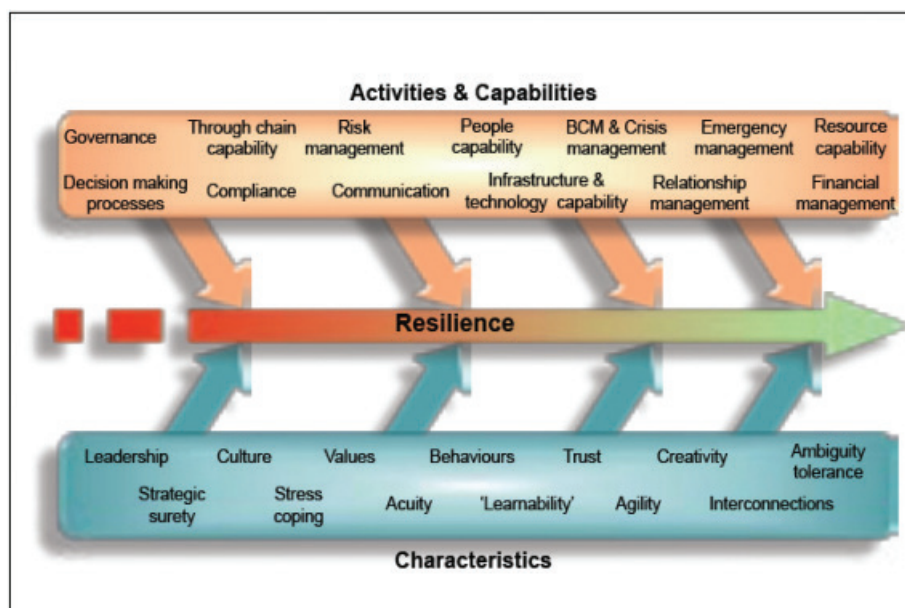 Activities & Capabilities
Governance
Through chain
capability
Risk
management
People
capability
BCM & Crisis
management
Emergency
management
Resource
capability
Decision making
processes
Compliance
Communication
Infrastructure &
technology capability
Relationship
management
Financial
management
Resilience
Leadership
Culture
Values
Behaviours
Trust
Creativity
Ambiguity
tolerance
Strategic
surety
Stress
coping
Acuity
'Learnability'
Agility
Interconnections
Characteristics